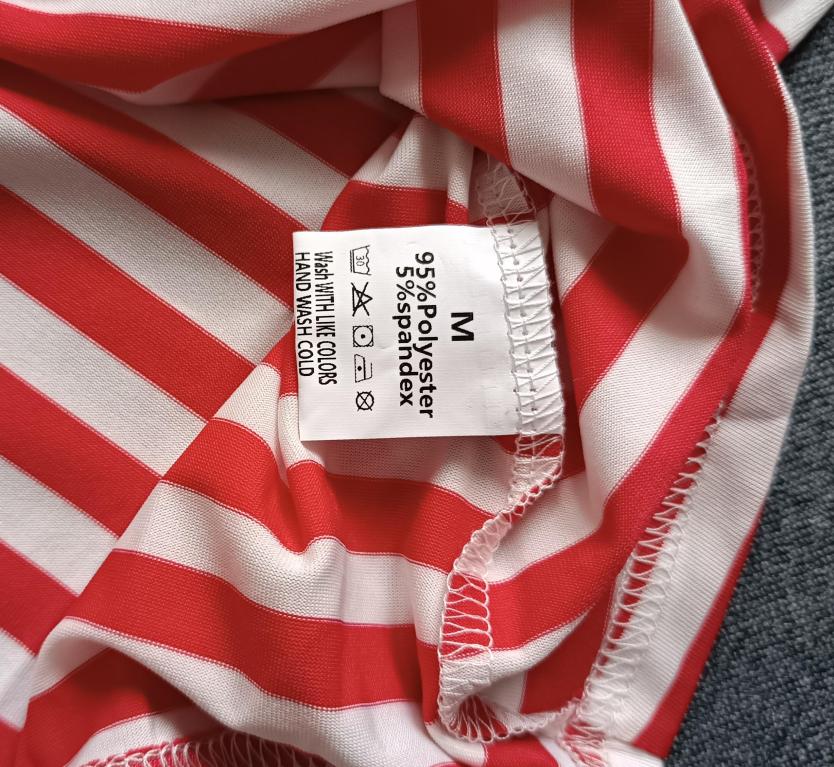 M
95%Polyester
5%spandex
30
Wash WITH LIKE COLORS
HAND WASH COLD